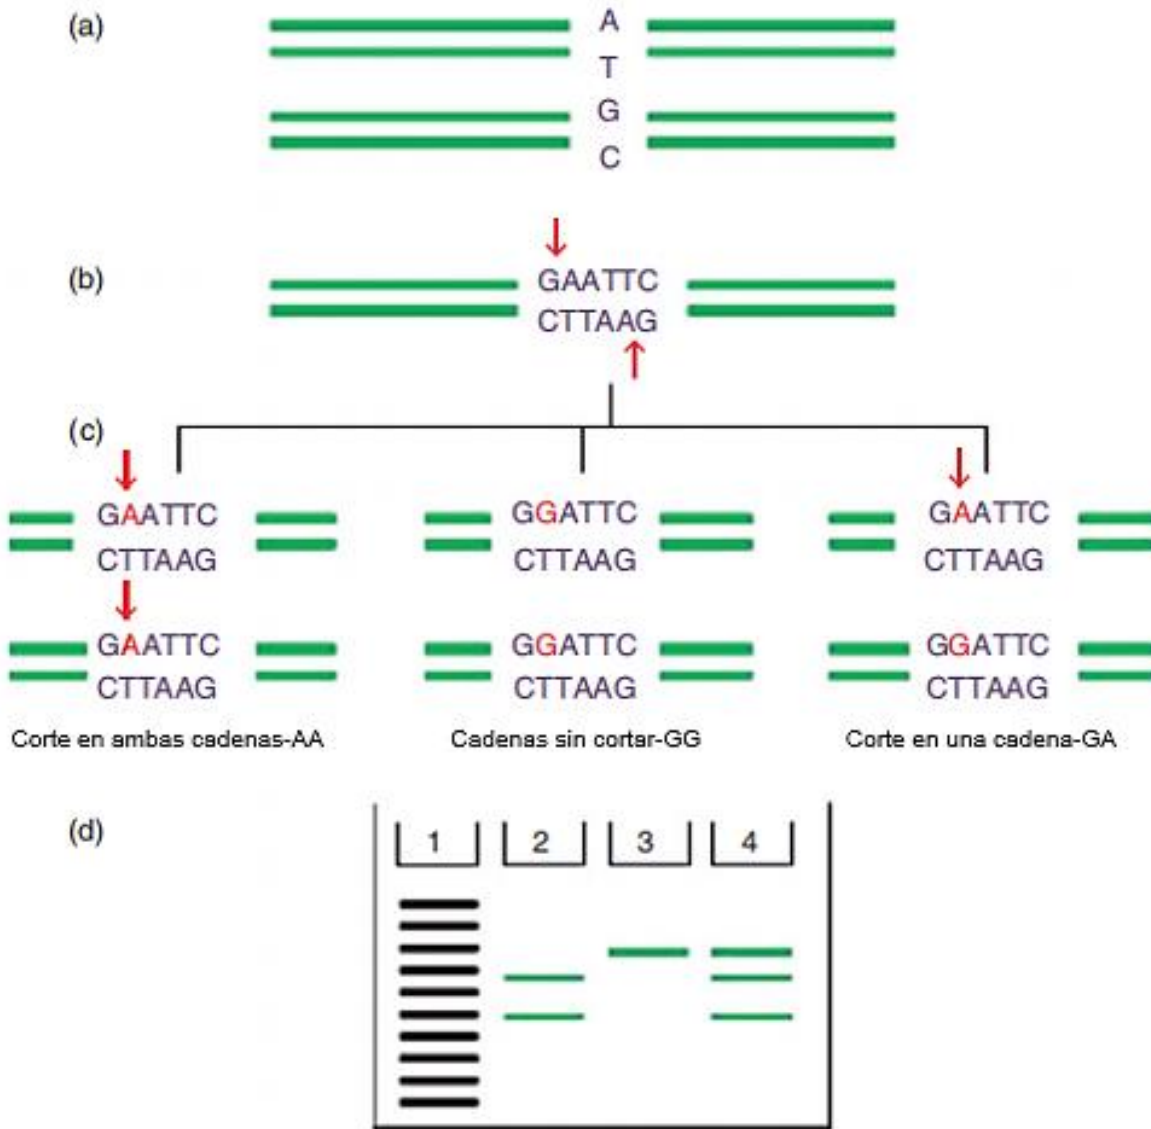 (a)
A
T
G
C
(b)
GAATTC
CTTAAG
(c)
GAATTC GGATTC GAATTC
CTTAAG CTTAAG CTTAAG
GAATTC GGATTC GGATTC
CTTAAG CTTAAG CTTAAG
Corte en ambas cadenas-AA Cadenas sin cortar-GG Corte en una cadena-GA
(d)
1 2 3 4